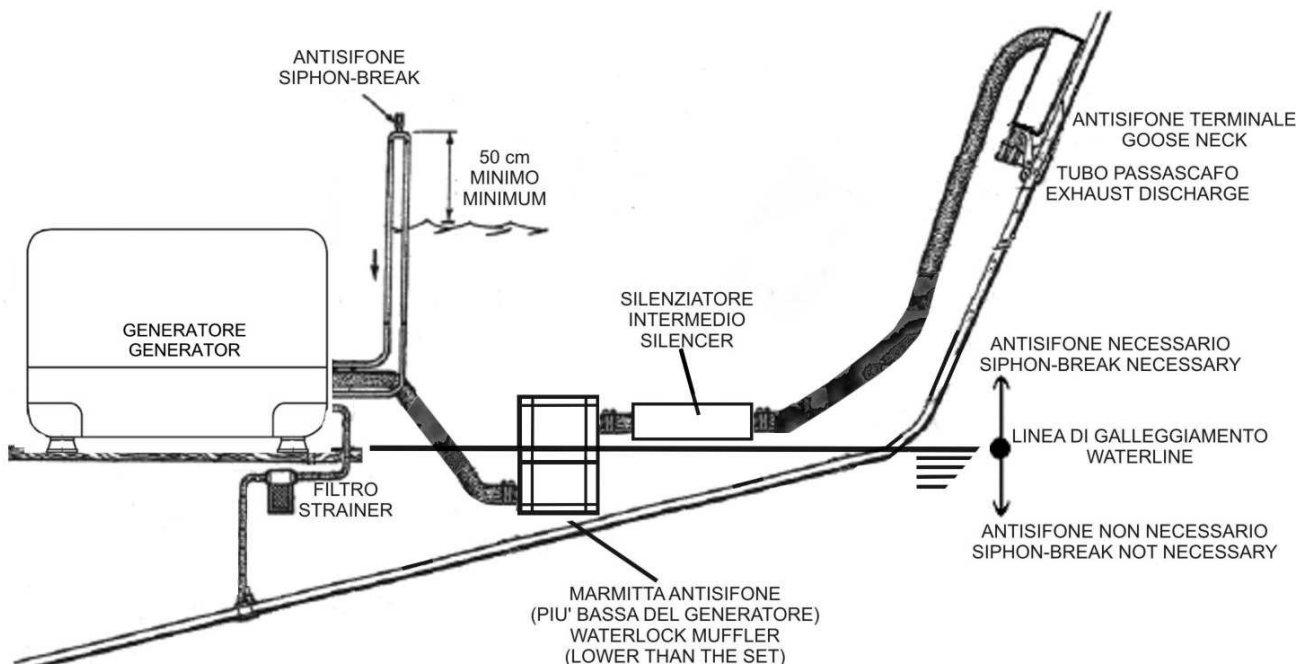 ANTISIFONE
SIPHON-BREAK
50 cm
MINIMO
MINIMUM
ANTISIFONE TERMINALE
GOOSE NECK
TUBO PASSASCAFO
EXHAUST DISCHARGE
GENERATORE
GENERATOR
SILENZIATORE
INTERMEDIO
SILENCER
ANTISIFONE NECESSARIO
SIPHON-BREAK NECESSARY
LINEA DI GALLEGGIAMENTO
WATERLINE
FILTRO
STRAINER
ANTISIFONE NON NECESSARIO
SIPHON-BREAK NOT NECESSARY
MARMITTA ANTISIFONE
(PIU' BASSA DEL GENERATORE)
WATERLOCK MUFFLER
(LOWER THAN THE SET)